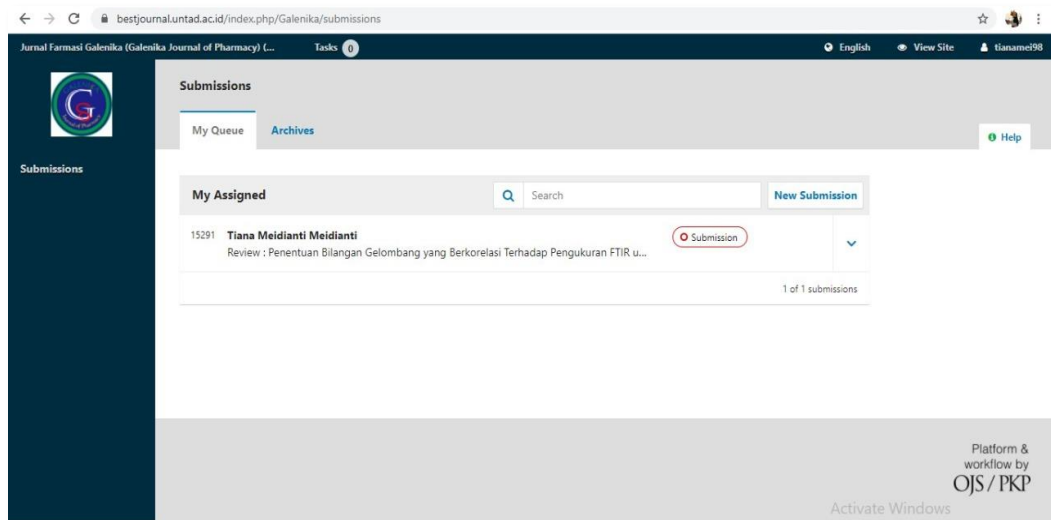 bestjournal.untad.ac.id/index.php/Galenika/submissions
Jurnal Farmasi Galenika (Galenika Journal of Pharmacy) (... Tasks 0 English View Site tianamei98
Submissions
My Queue Archives Help
Submissions
My Assigned Search New Submission
15291 Tiana Meidianti Meidianti Submission
Review : Penentuan Bilangan Gelombang yang Berkorelasi Terhadap Pengukuran FTIR u...
1 of 1 submissions
Platform &
workflow by
OJS / PKP
Activate Windows